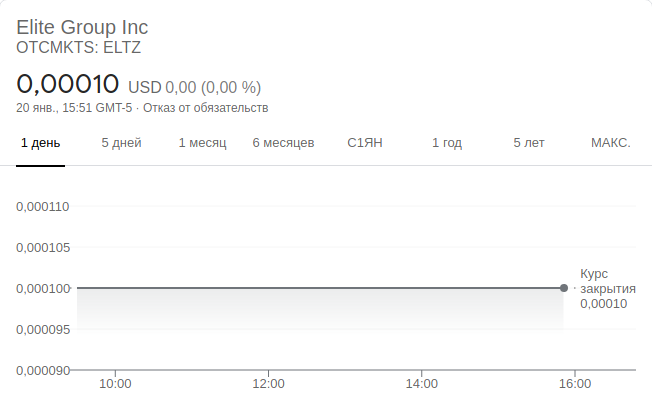 Elite Group Inc
OTCMKTS: ELTZ
0,00010 USD 0,00 (0,00 %)
20 янв., 15:51 GMT-5 · Отказ от обязательств
1 день 5 дней 1 месяц 6 месяцев С1ЯН 1 год 5 лет МАКС.
0,000110
0,000105
0,000100
0,000095
0,000090
Курс
закрытия
0,00010
10:00 12:00 14:00 16:00